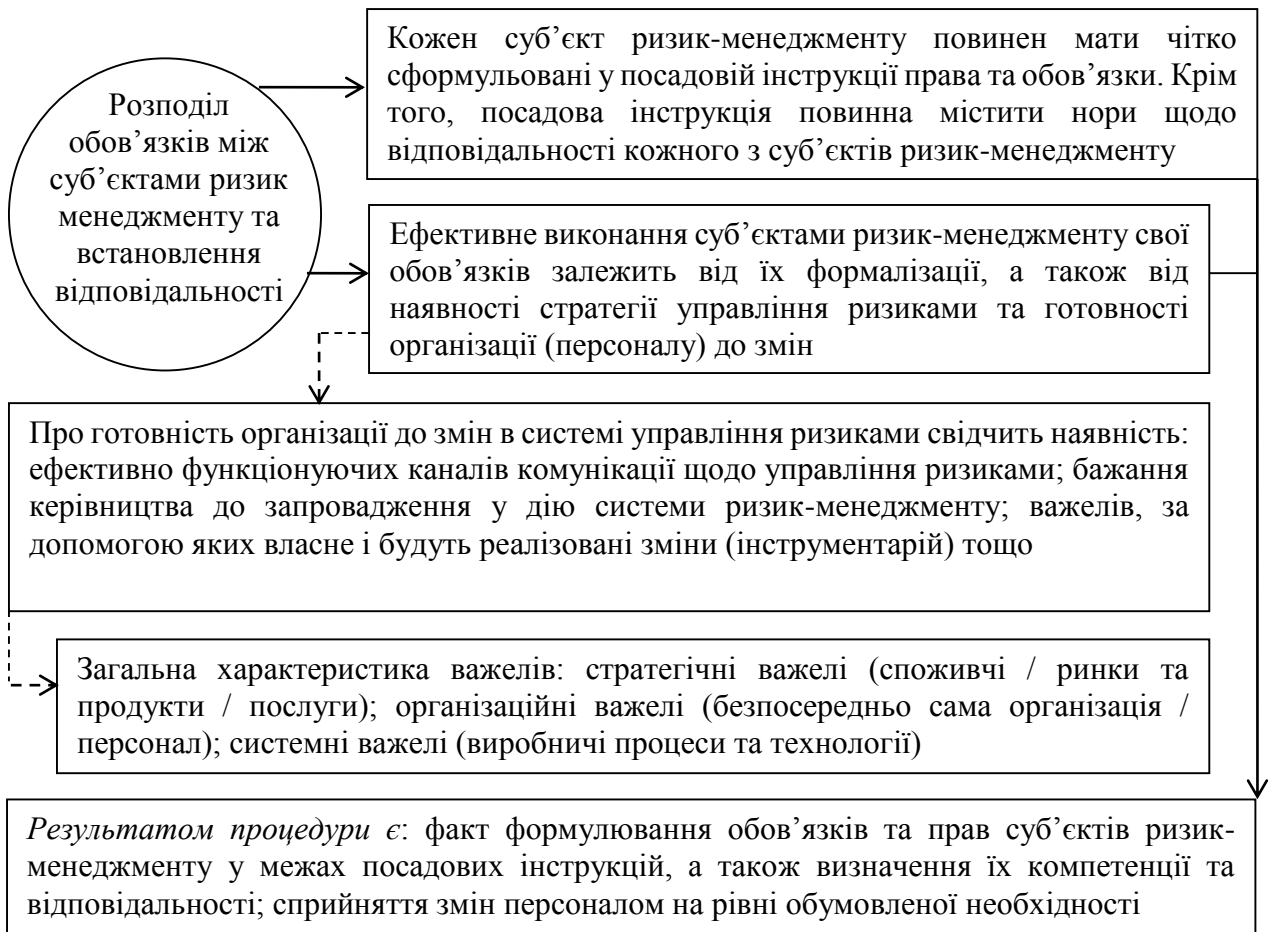 Розподіл
обов’язків між
суб’єктами ризик
менеджменту та
встановлення
відповідальності
Кожен суб’єкт ризик-менеджменту повинен мати чітко
сформульовані у посадовій інструкції права та обов’язки. Крім
того, посадова інструкція повинна містити нори щодо
відповідальності кожного з суб’єктів ризик-менеджменту
Ефективне виконання суб’єктами ризик-менеджменту свої
обов’язків залежить від їх формалізації, а також від
наявності стратегії управління ризиками та готовності
організації (персоналу) до змін
Про готовність організації до змін в системі управління ризиками свідчить наявність:
ефективно функціонуючих каналів комунікації щодо управління ризиками; бажання
керівництва до запровадження у дію системи ризик-менеджменту; важелів, за
допомогою яких власне і будуть реалізовані зміни (інструментарій) тощо
Загальна характеристика важелів: стратегічні важелі (споживчі / ринки та
продукти / послуги); організаційні важелі (безпосередньо сама організація /
персонал); системні важелі (виробничі процеси та технології)
Результатом процедури є: факт формулювання обов’язків та прав суб’єктів ризик-
менеджменту у межах посадових інструкцій, а також визначення їх компетенції та
відповідальності; сприйняття змін персоналом на рівні обумовленої необхідності